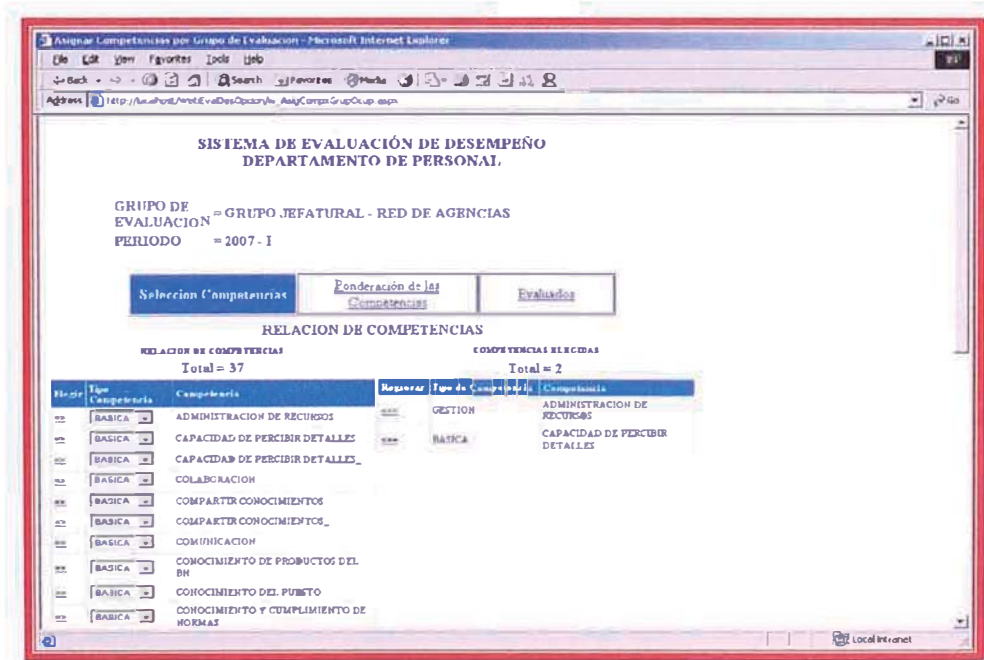 Asignar Competencias por Grupo de Evaluacion - Microsoft Internet Explorer
File Edit View Favorites Tools Help
Back Search Favorites Media
Address Go
SISTEMA DE EVALUACIÓN DE DESEMPEÑO
DEPARTAMENTO DE PERSONAL
GRUPO DE EVALUACION = GRUPO JEFATURAL - RED DE AGENCIAS
PERIODO = 2007 - I
Seleccion Competencias Ponderación de las Competencias Evaluados
RELACION DE COMPETENCIAS
RELACION DE COMPETENCIAS COMPETENCIAS ELEGIDAS
Total = 37 Total = 2
Elegir Tipo Competencia Competencia
BASICA ADMINISTRACION DE RECURSOS
BASICA CAPACIDAD DE PERCIBIR DETALLES
BASICA CAPACIDAD DE PERCIBIR DETALLES_
BASICA COLABORACION
BASICA COMPARTIR CONOCIMIENTOS
BASICA COMPARTIR CONOCIMIENTOS_
BASICA COMUNICACION
BASICA CONOCIMIENTO DE PRODUCTOS DEL BN
BASICA CONOCIMIENTO DEL PUESTO
BASICA CONOCIMIENTO Y CUMPLIMIENTO DE NORMAS
Regresar Tipo de Competencia Competencia
GESTION ADMINISTRACION DE RECURSOS
BASICA CAPACIDAD DE PERCIBIR DETALLES
Local intranet